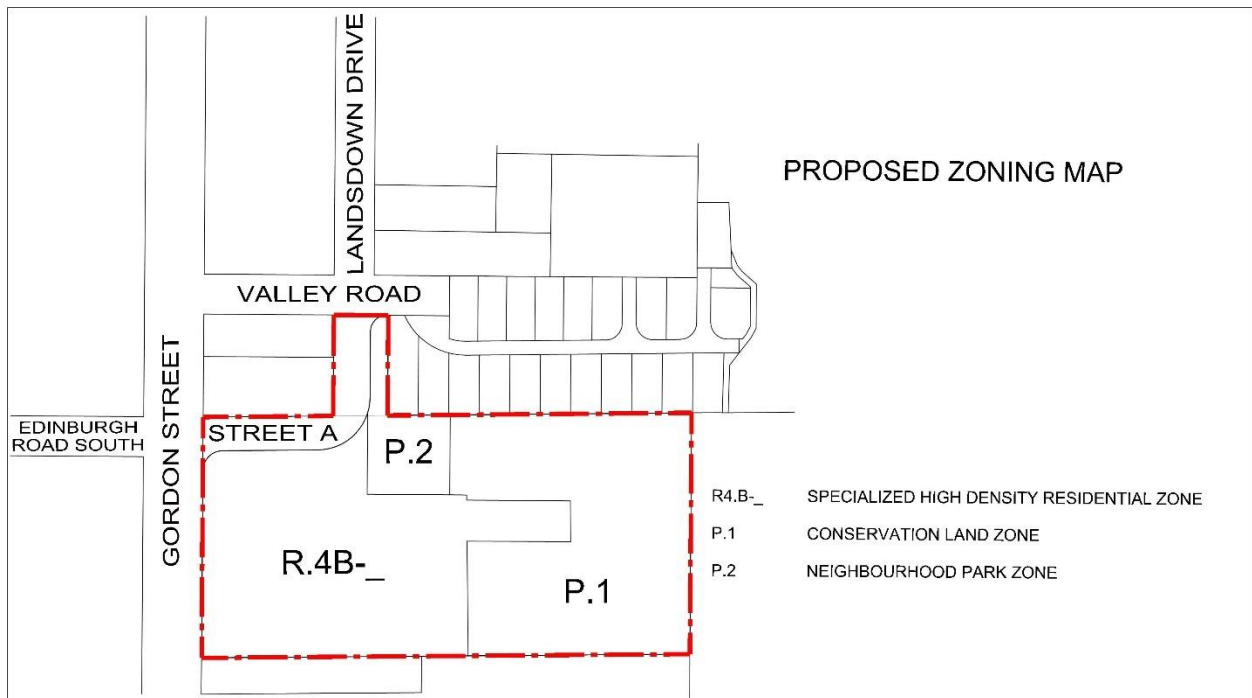 LANDSDOWN DRIVE
PROPOSED ZONING MAP
VALLEY ROAD
GORDON STREET
EDINBURGH
ROAD SOUTH
STREET A
P.2
R4.B-_ SPECIALIZED HIGH DENSITY RESIDENTIAL ZONE
P.1 CONSERVATION LAND ZONE
P.2 NEIGHBOURHOOD PARK ZONE
R.4B-_
P.1